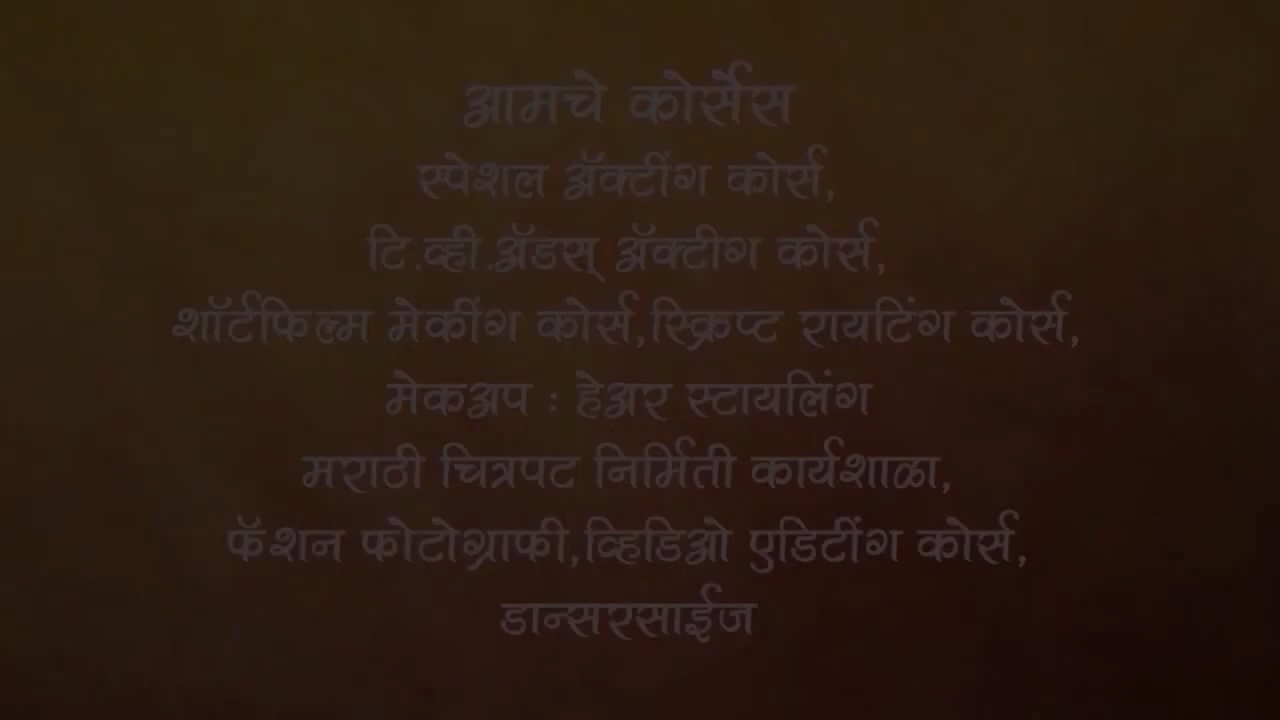 आमचे कोर्सेस
स्पेशल ॲक्टींग कोर्स,
टि.व्ही.ॲडस् ॲक्टीग कोर्स,
शॉर्टफिल्म मेकींग कोर्स,स्क्रिप्ट रायटिंग कोर्स,
मेकअप : हेअर स्टायलिंग
मराठी चित्रपट निर्मिती कार्यशाळा,
फॅशन फोटोग्राफी,व्हिडिओ एडिटींग कोर्स,
डान्सरसाईज